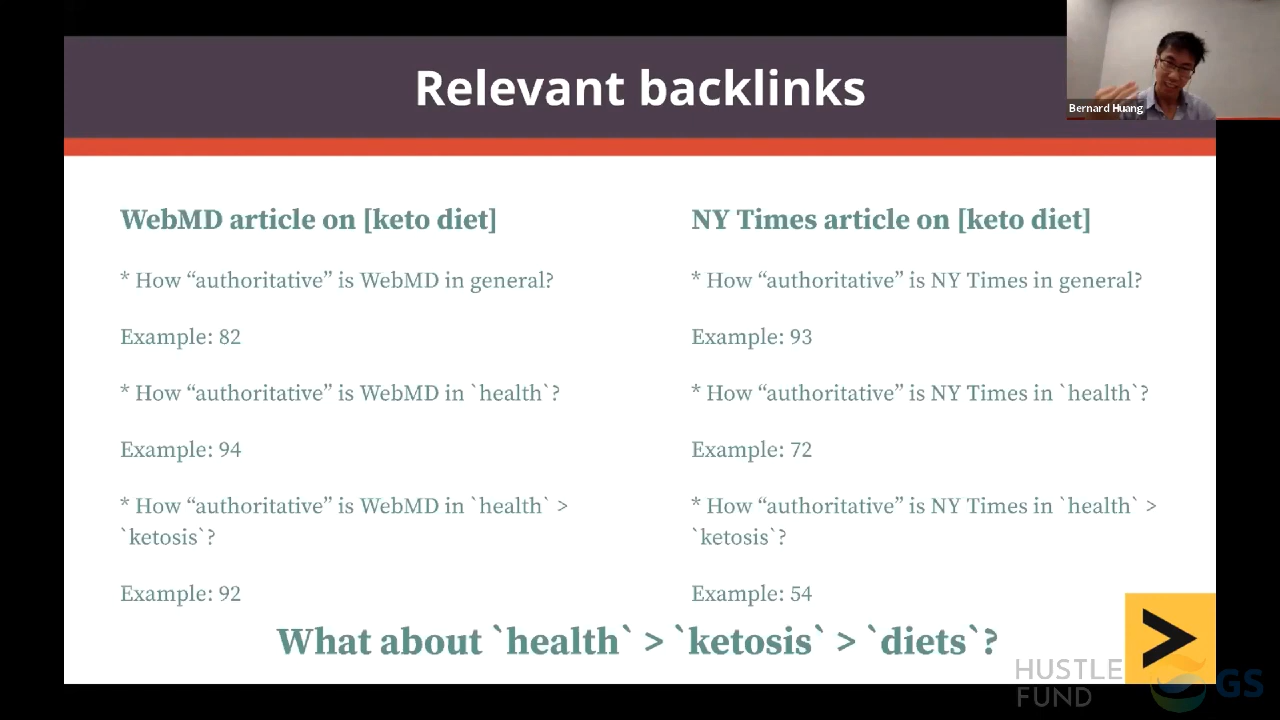 Relevant backlinks
Bernard Huang
WebMD article on [keto diet]
* How “authoritative” is WebMD in general?
Example: 82
* How “authoritative” is WebMD in `health`?
Example: 94
* How “authoritative” is WebMD in `health` >
`ketosis`?
Example: 92
NY Times article on [keto diet]
* How “authoritative” is NY Times in general?
Example: 93
* How “authoritative” is NY Times in `health`?
Example: 72
* How “authoritative” is NY Times in `health` >
`ketosis`?
Example: 54
What about `health` > `ketosis` > `diets`?
HUSTLE
FUND
GS